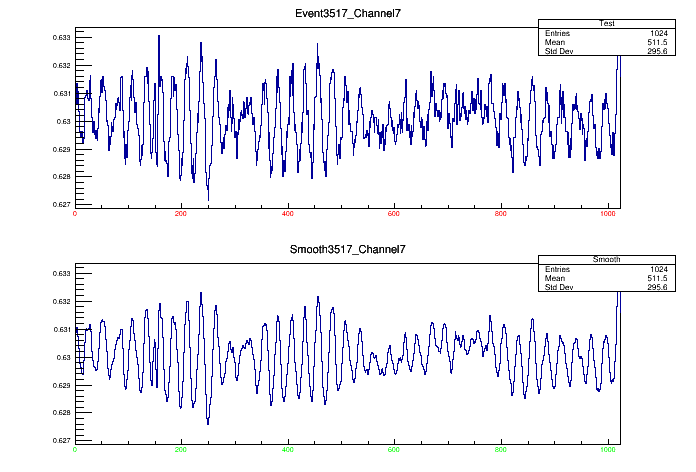 Event3517_Channel7
Test
Entries 1024
Mean 511.5
Std Dev 295.6
0.633
0.632
0.631
0.63
0.629
0.628
0.627
0 200 400 600 800 1000
Smooth3517_Channel7
Smooth
Entries 1024
Mean 511.5
Std Dev 295.6
0.633
0.632
0.631
0.63
0.629
0.628
0.627
0 200 400 600 800 1000